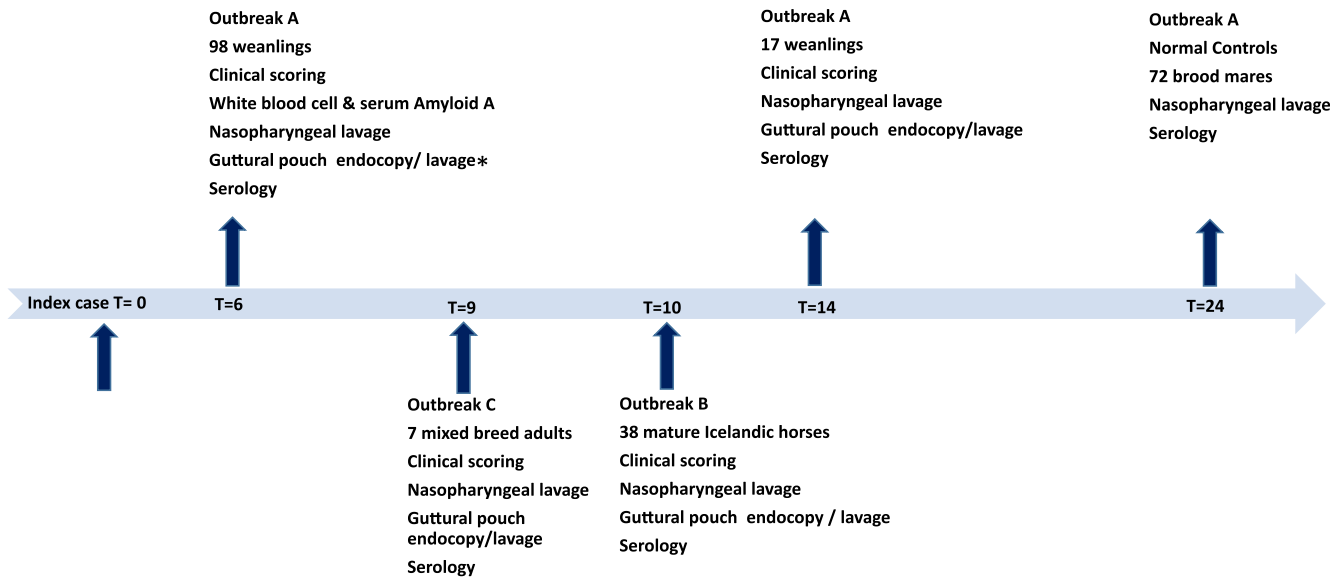 Outbreak A
98 weanlings
Clinical scoring
White blood cell & serum Amyloid A
Nasopharyngeal lavage
Guttural pouch endocopy/ lavage*
Serology
Outbreak A
17 weanlings
Clinical scoring
Nasopharyngeal lavage
Guttural pouch endocopy/lavage
Serology
Outbreak A
Normal Controls
72 brood mares
Nasopharyngeal lavage
Serology
Index case T= 0
T=6
T=9
T=10
T=14
T=24
Outbreak C
7 mixed breed adults
Clinical scoring
Nasopharyngeal lavage
Guttural pouch
endocopy/lavage
Serology
Outbreak B
38 mature Icelandic horses
Clinical scoring
Nasopharyngeal lavage
Guttural pouch endocopy / lavage
Serology